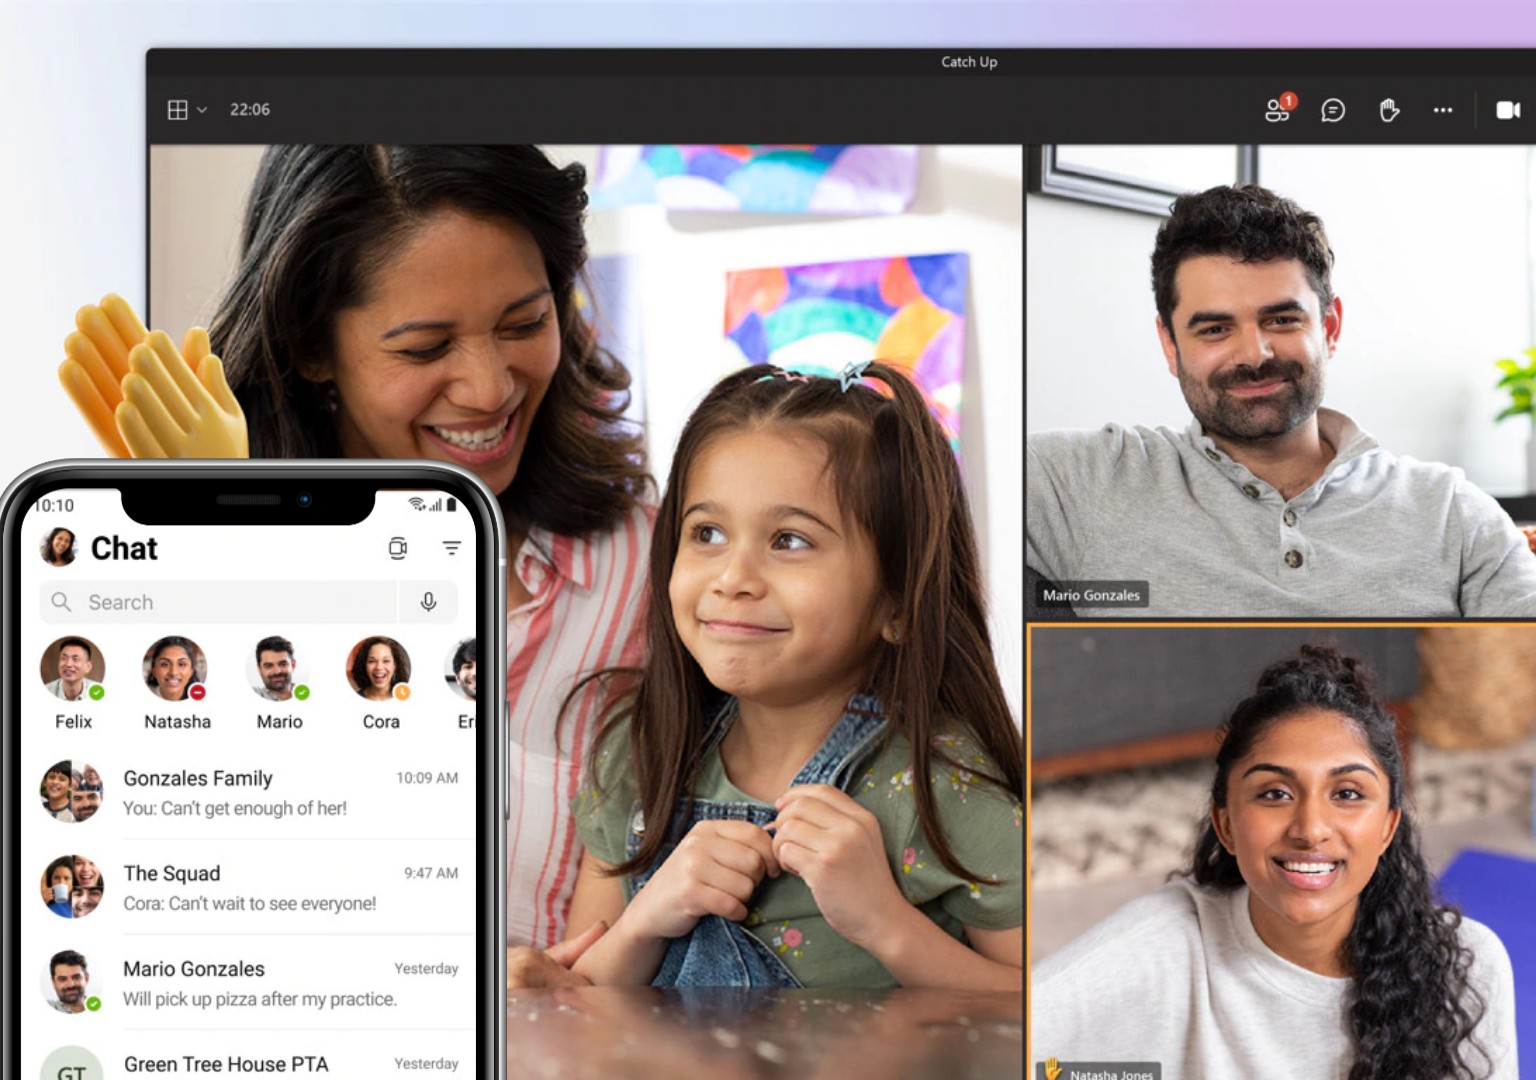 Catch Up
22:06
1
Mario Gonzales
Natasha Jones
10:10
Chat
Search
Felix
Natasha
Mario
Cora
Gonzales Family
10:09 AM
You: Can't get enough of her!
The Squad
9:47 AM
Cora: Can't wait to see everyone!
Mario Gonzales
Yesterday
Will pick up pizza after my practice.
Green Tree House PTA
Yesterday
GT